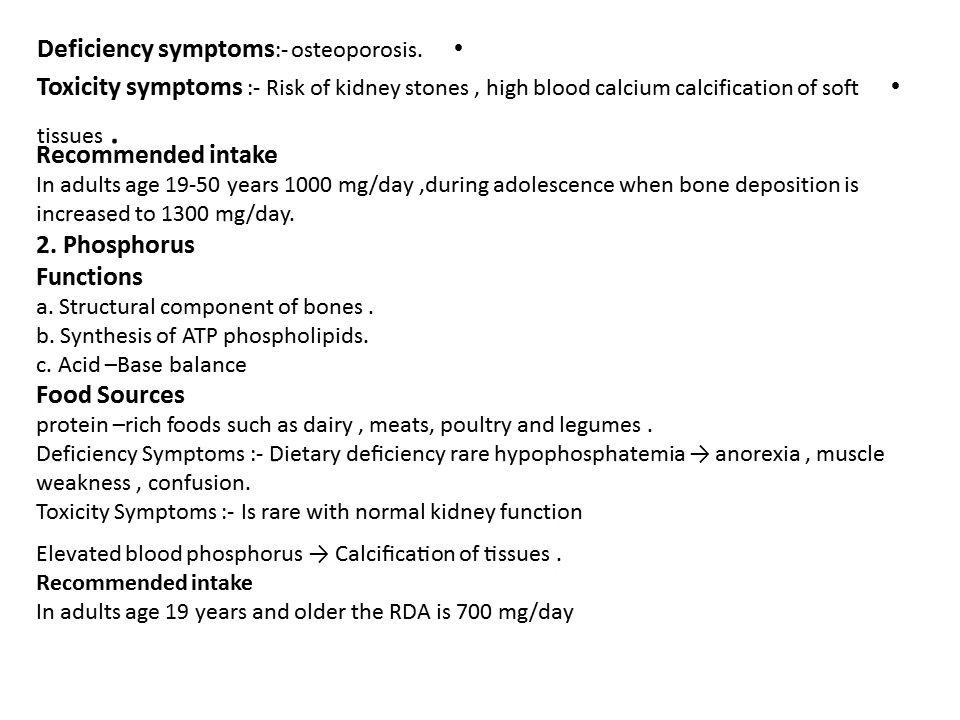 Deficiency symptoms:- osteoporosis. •
Toxicity symptoms :- Risk of kidney stones , high blood calcium calcification of soft •
tissues .
Recommended intake
In adults age 19-50 years 1000 mg/day ,during adolescence when bone deposition is
increased to 1300 mg/day.
2. Phosphorus
Functions
a. Structural component of bones .
b. Synthesis of ATP phospholipids.
c. Acid –Base balance
Food Sources
protein –rich foods such as dairy , meats, poultry and legumes .
Deficiency Symptoms :- Dietary deficiency rare hypophosphatemia → anorexia , muscle
weakness , confusion.
Toxicity Symptoms :- Is rare with normal kidney function
Elevated blood phosphorus → Calcification of tissues .
Recommended intake
In adults age 19 years and older the RDA is 700 mg/day